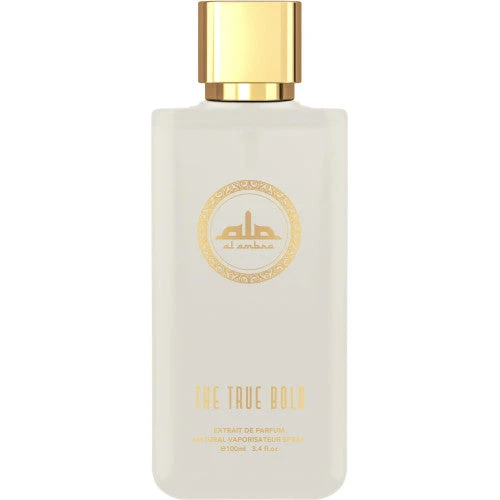 al ambra
THE TRUE BOLD
EXTRAIT DE PARFUM
NATURAL VAPORISATEUR SPRAY
℮100ml 3.4 fl.oz